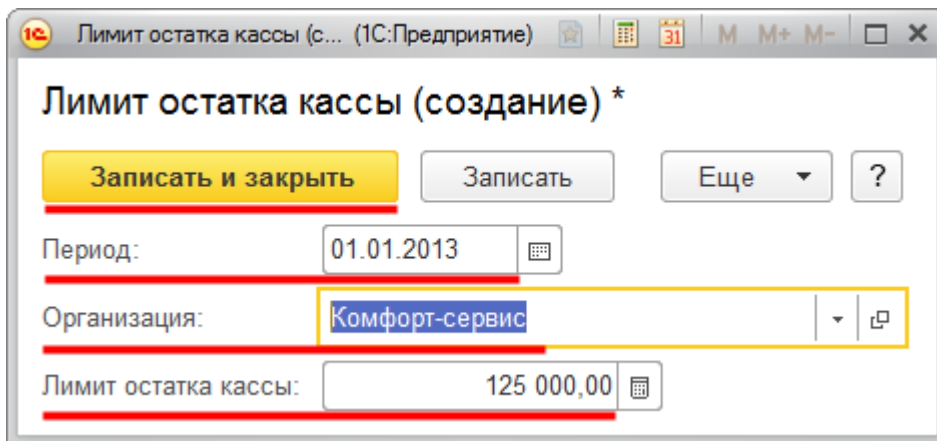 1С Лимит остатка кассы (с... (1С:Предприятие) 31 M M+ M-
Лимит остатка кассы (создание) *
Записать и закрыть Записать Еще ?
Период: 01.01.2013
Организация: Комфорт-сервис
Лимит остатка кассы: 125 000,00